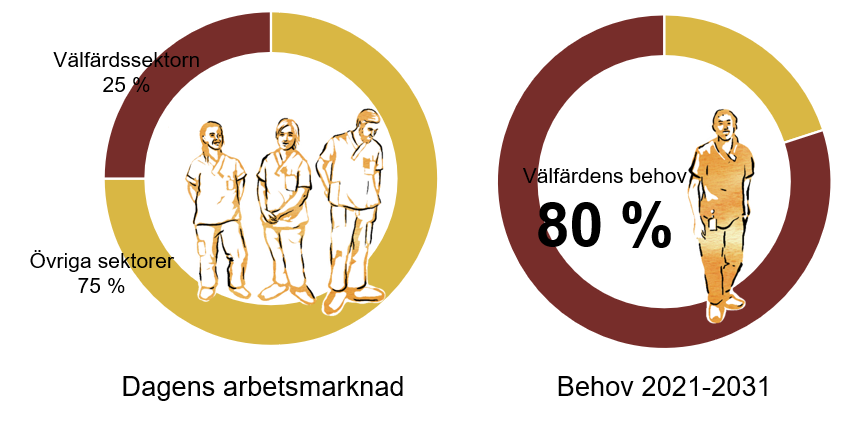 Välfärdssektorn
25 %
Övriga sektorer
75 %
Dagens arbetsmarknad
Välfärdens behov
80 %
Behov 2021-2031